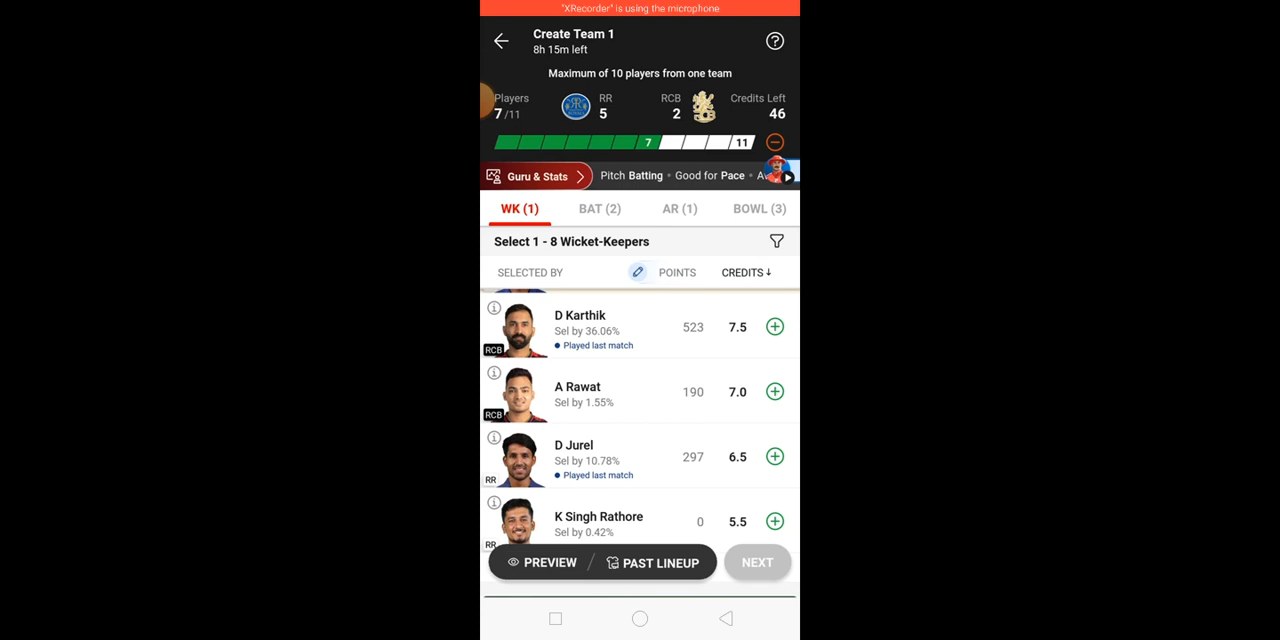 "XRecorder" is using the microphone
Create Team 1
8h 15m left
Maximum of 10 players from one team
Players RR RCB Credits Left
7 /11 5 2 46
7 11
Guru & Stats Pitch Batting • Good for Pace •
WK (1) BAT (2) AR (1) BOWL (3)
Select 1 - 8 Wicket-Keepers
SELECTED BY POINTS CREDITS ↓
D Karthik
Sel by 36.06% 523 7.5
Played last match
RCB
A Rawat
Sel by 1.55% 190 7.0
RCB
D Jurel
Sel by 10.78% 297 6.5
Played last match
RR
K Singh Rathore
Sel by 0.42% 0 5.5
RR
PREVIEW / PAST LINEUP NEXT